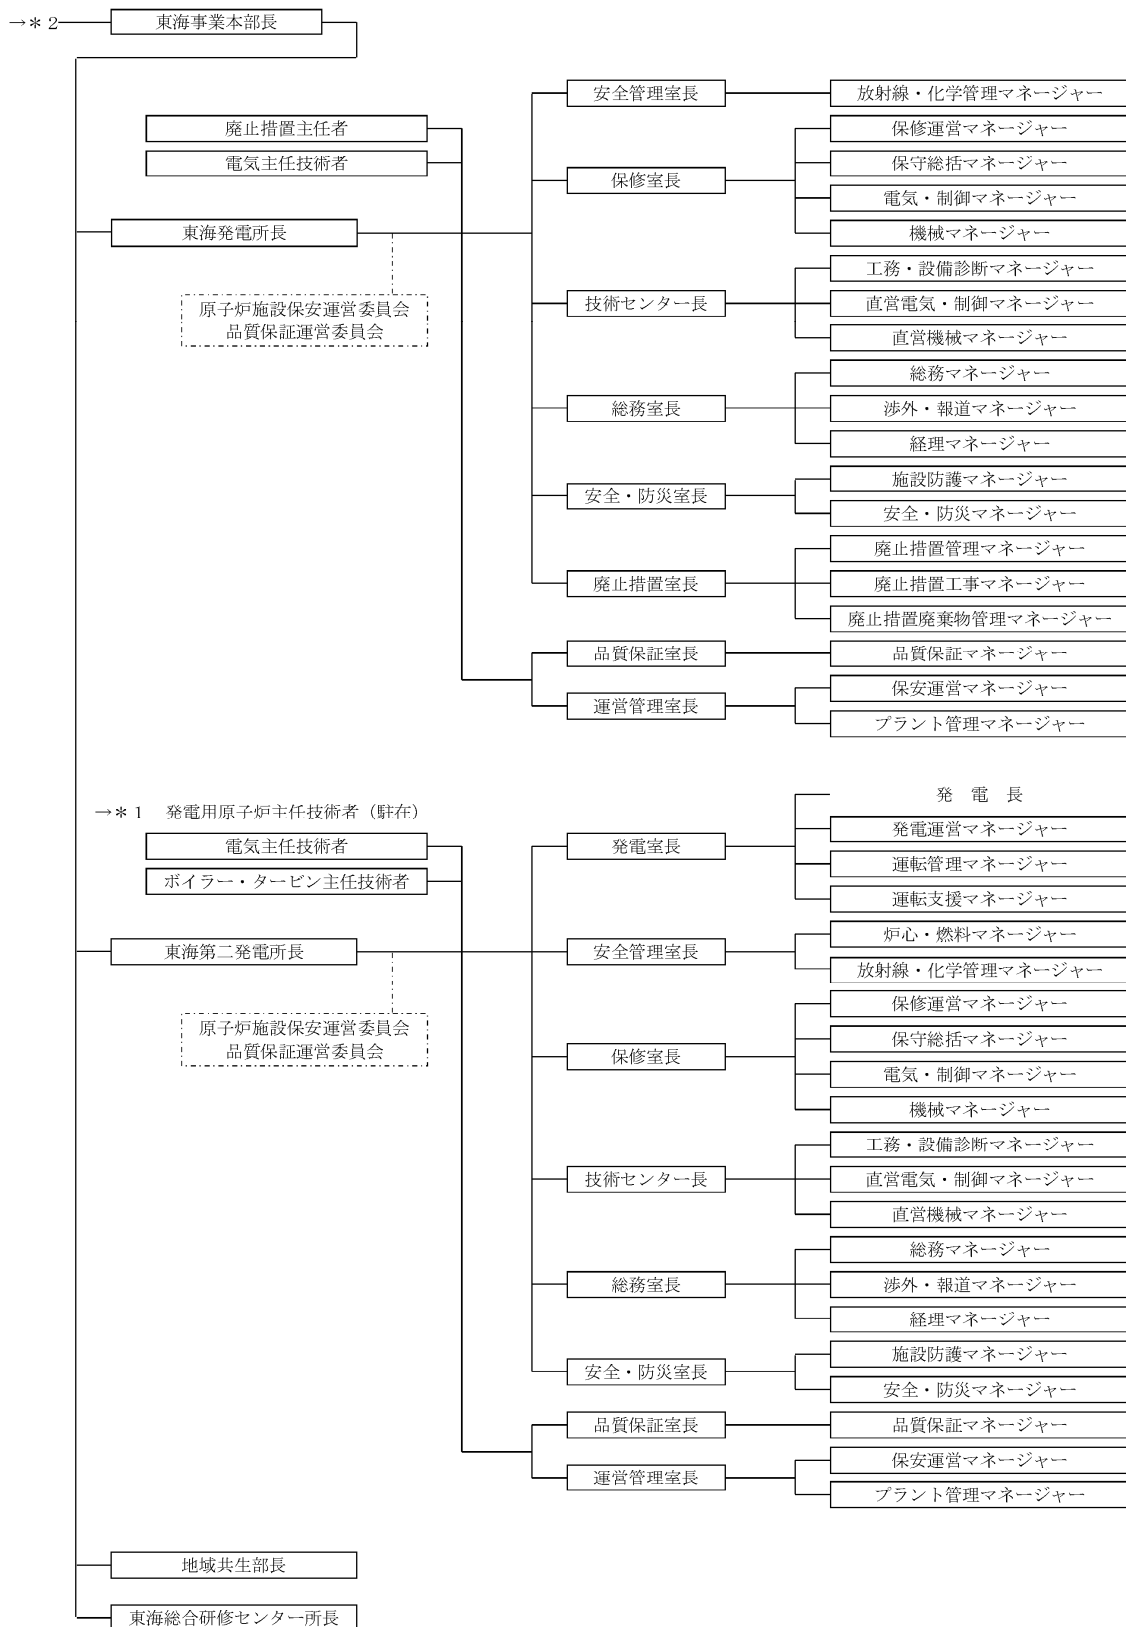 →＊2
東海事業本部長
安全管理室長
放射線・化学管理マネージャー
廃止措置主任者
電気主任技術者
保修室長
保修運営マネージャー
保守総括マネージャー
電気・制御マネージャー
機械マネージャー
東海発電所長
原子炉施設保安運営委員会
品質保証運営委員会
技術センター長
工務・設備診断マネージャー
直営電気・制御マネージャー
直営機械マネージャー
総務室長
総務マネージャー
渉外・報道マネージャー
経理マネージャー
安全・防災室長
施設防護マネージャー
安全・防災マネージャー
廃止措置室長
廃止措置管理マネージャー
廃止措置工事マネージャー
廃止措置廃棄物管理マネージャー
品質保証室長
品質保証マネージャー
運営管理室長
保安運営マネージャー
プラント管理マネージャー
→＊1　発電用原子炉主任技術者（駐在）
電気主任技術者
ボイラー・タービン主任技術者
発電室長
発　電　長
発電運営マネージャー
運転管理マネージャー
運転支援マネージャー
東海第二発電所長
原子炉施設保安運営委員会
品質保証運営委員会
安全管理室長
炉心・燃料マネージャー
放射線・化学管理マネージャー
保修室長
保修運営マネージャー
保守総括マネージャー
電気・制御マネージャー
機械マネージャー
技術センター長
工務・設備診断マネージャー
直営電気・制御マネージャー
直営機械マネージャー
総務室長
総務マネージャー
渉外・報道マネージャー
経理マネージャー
安全・防災室長
施設防護マネージャー
安全・防災マネージャー
品質保証室長
品質保証マネージャー
運営管理室長
保安運営マネージャー
プラント管理マネージャー
地域共生部長
東海総合研修センター所長